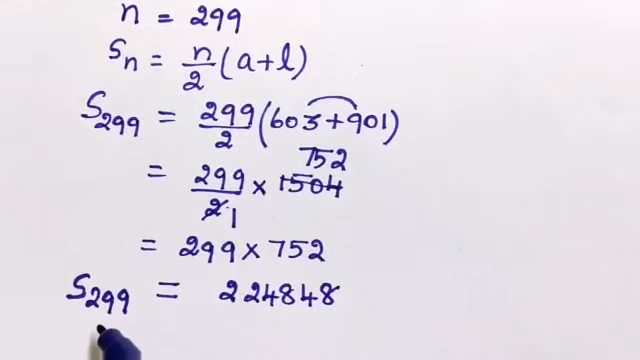 n = 299
Sn = n/2 (a+l)
S299 = 299/2 (603+901)
752
= 299/2 1 × 1504
= 299 × 752
S299 = 224848